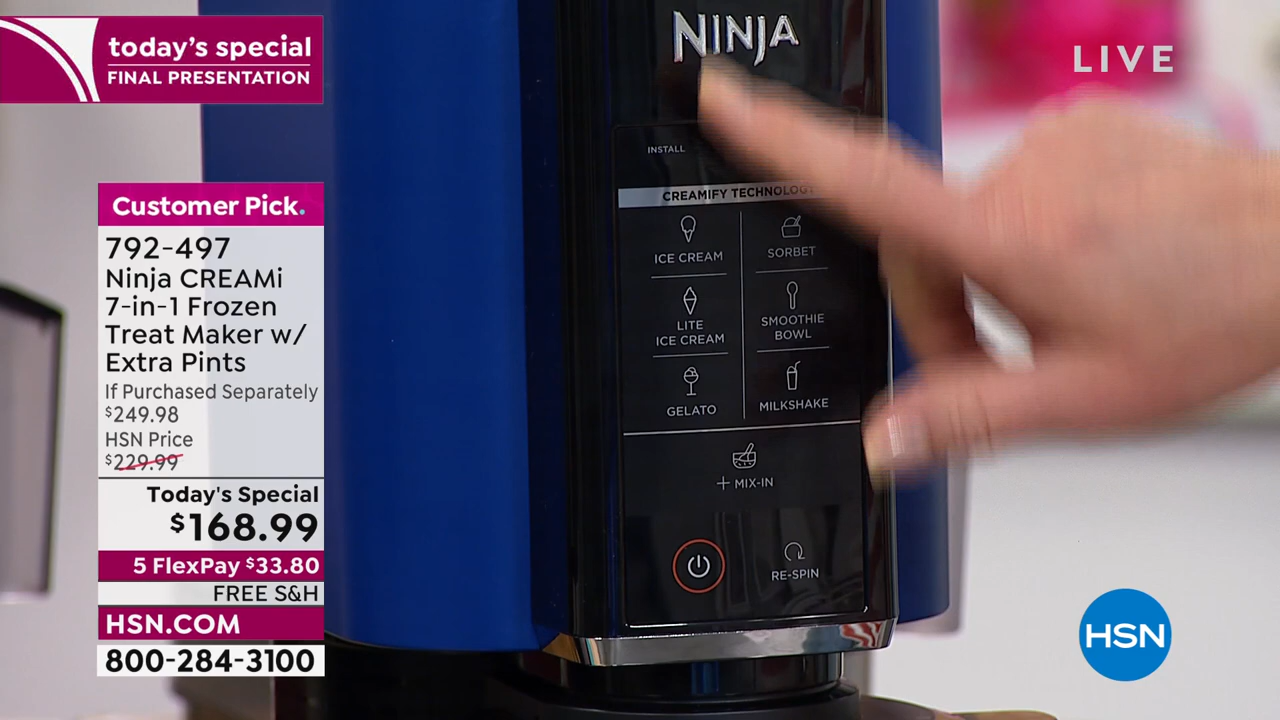 today's special
FINAL PRESENTATION
Customer Pick.
792-497
Ninja CREAMi
7-in-1 Frozen
Treat Maker w/
Extra Pints
If Purchased Separately
$249.98
HSN Price
$229.99
Today's Special
$168.99
5 FlexPay $33.80
FREE S&H
HSN.COM
800-284-3100
NINJA
INSTALL
CREAMIFY TECHNOLOGY
ICE CREAM
SORBET
LITE
ICE CREAM
SMOOTHIE
BOWL
GELATO
MILKSHAKE
+ MIX-IN
RE-SPIN
LIVE
HSN